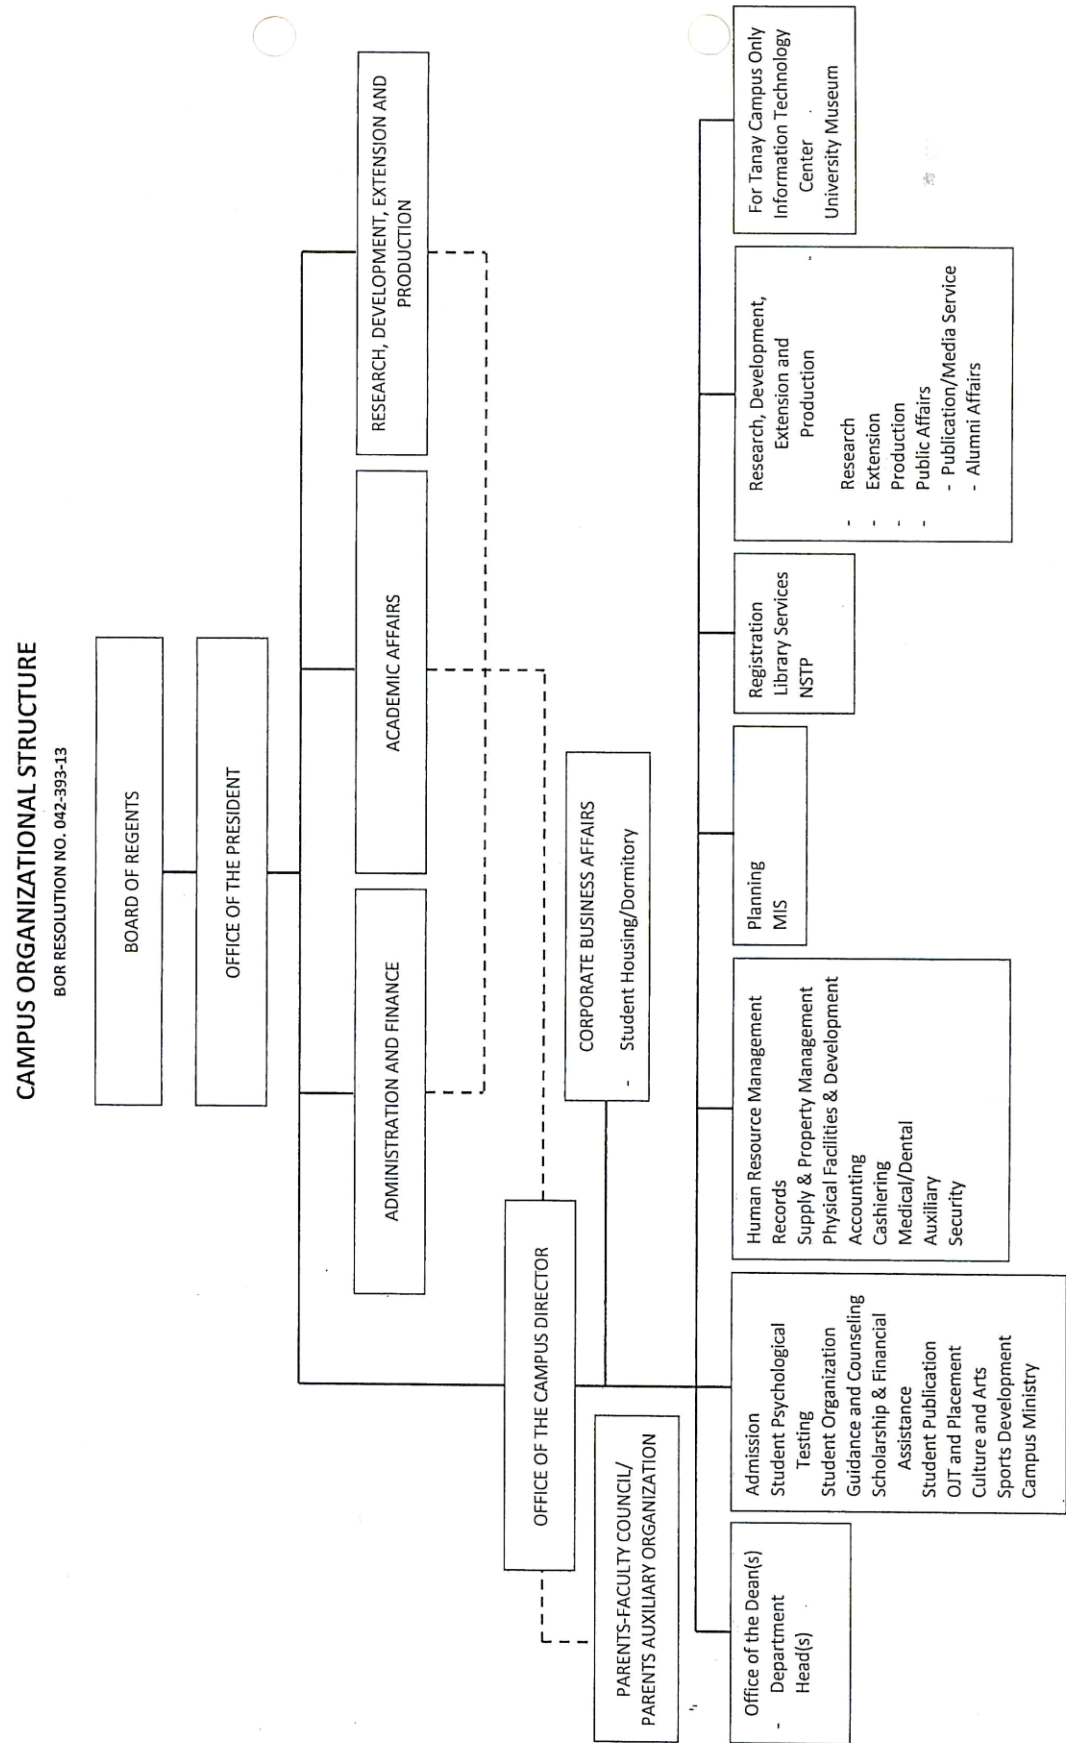 CAMPUS ORGANIZATIONAL STRUCTURE
BOR RESOLUTION NO. 042-393-13
BOARD OF REGENTS
OFFICE OF THE PRESIDENT
ADMINISTRATION AND FINANCE
ACADEMIC AFFAIRS
RESEARCH, DEVELOPMENT, EXTENSION AND
PRODUCTION
OFFICE OF THE CAMPUS DIRECTOR
PARENTS-FACULTY COUNCIL/
PARENTS AUXILIARY ORGANIZATION
CORPORATE BUSINESS AFFAIRS
- Student Housing/Dormitory
Office of the Dean(s)
- Department
Head(s)
Admission
Student Psychological
Testing
Student Organization
Guidance and Counseling
Scholarship & Financial
Assistance
Student Publication
OJT and Placement
Culture and Arts
Sports Development
Campus Ministry
Human Resource Management
Records
Supply & Property Management
Physical Facilities & Development
Accounting
Cashiering
Medical/Dental
Auxiliary
Security
Planning
MIS
Registration
Library Services
NSTP
Research, Development,
Extension and
Production
- Research
- Extension
- Production
- Public Affairs
- Publication/Media Service
- Alumni Affairs
For Tanay Campus Only
Information Technology
Center
University Museum